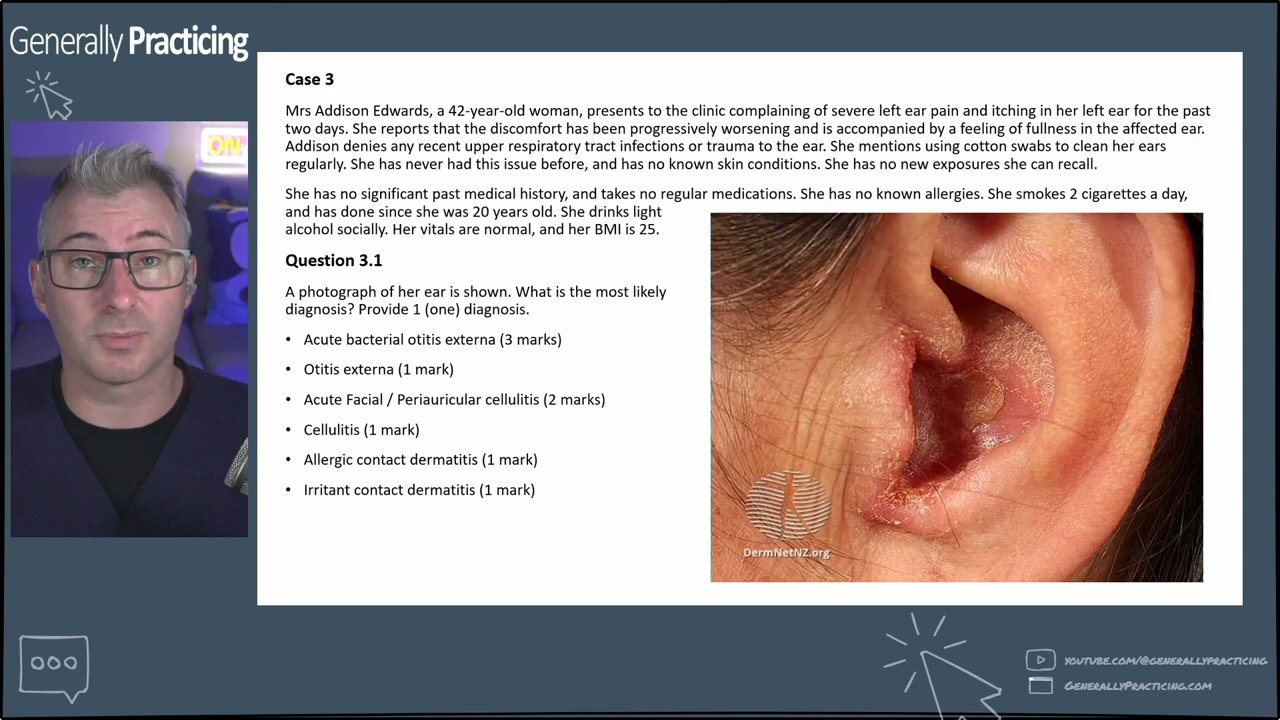 Generally Practicing
ON
Case 3
Mrs Addison Edwards, a 42-year-old woman, presents to the clinic complaining of severe left ear pain and itching in her left ear for the past
two days. She reports that the discomfort has been progressively worsening and is accompanied by a feeling of fullness in the affected ear.
Addison denies any recent upper respiratory tract infections or trauma to the ear. She mentions using cotton swabs to clean her ears
regularly. She has never had this issue before, and has no known skin conditions. She has no new exposures she can recall.
She has no significant past medical history, and takes no regular medications. She has no known allergies. She smokes 2 cigarettes a day,
and has done since she was 20 years old. She drinks light
alcohol socially. Her vitals are normal, and her BMI is 25.
Question 3.1
A photograph of her ear is shown. What is the most likely
diagnosis? Provide 1 (one) diagnosis.
• Acute bacterial otitis externa (3 marks)
• Otitis externa (1 mark)
• Acute Facial / Periauricular cellulitis (2 marks)
• Cellulitis (1 mark)
• Allergic contact dermatitis (1 mark)
• Irritant contact dermatitis (1 mark)
DermNetNZ.org
YOUTUBE.COM/@GENERALLYPRACTICING
GENERALLYPRACTICING.COM